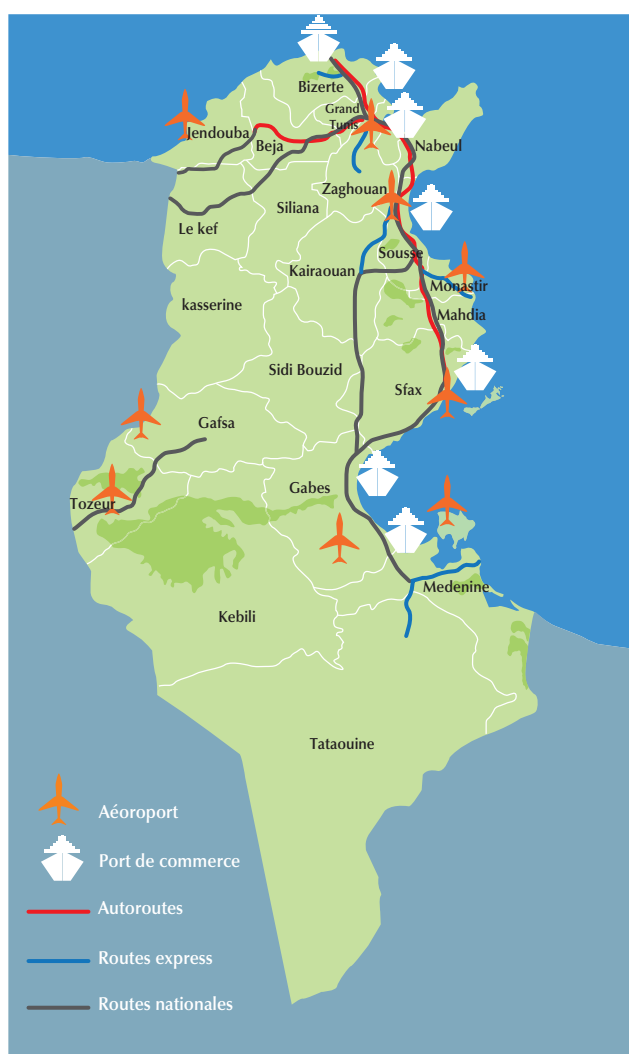 Bizerte
Grand
Tunis
Jendouba
Beja
Nabeul
Zaghouan
Siliana
Le kef
Sousse
Kairaouan
Monastir
kasserine
Mahdia
Sidi Bouzid
Sfax
Gafsa
Gabes
Tozeur
Medenine
Kebili
Tataouine
Aéoroport
Port de commerce
Autoroutes
Routes express
Routes nationales